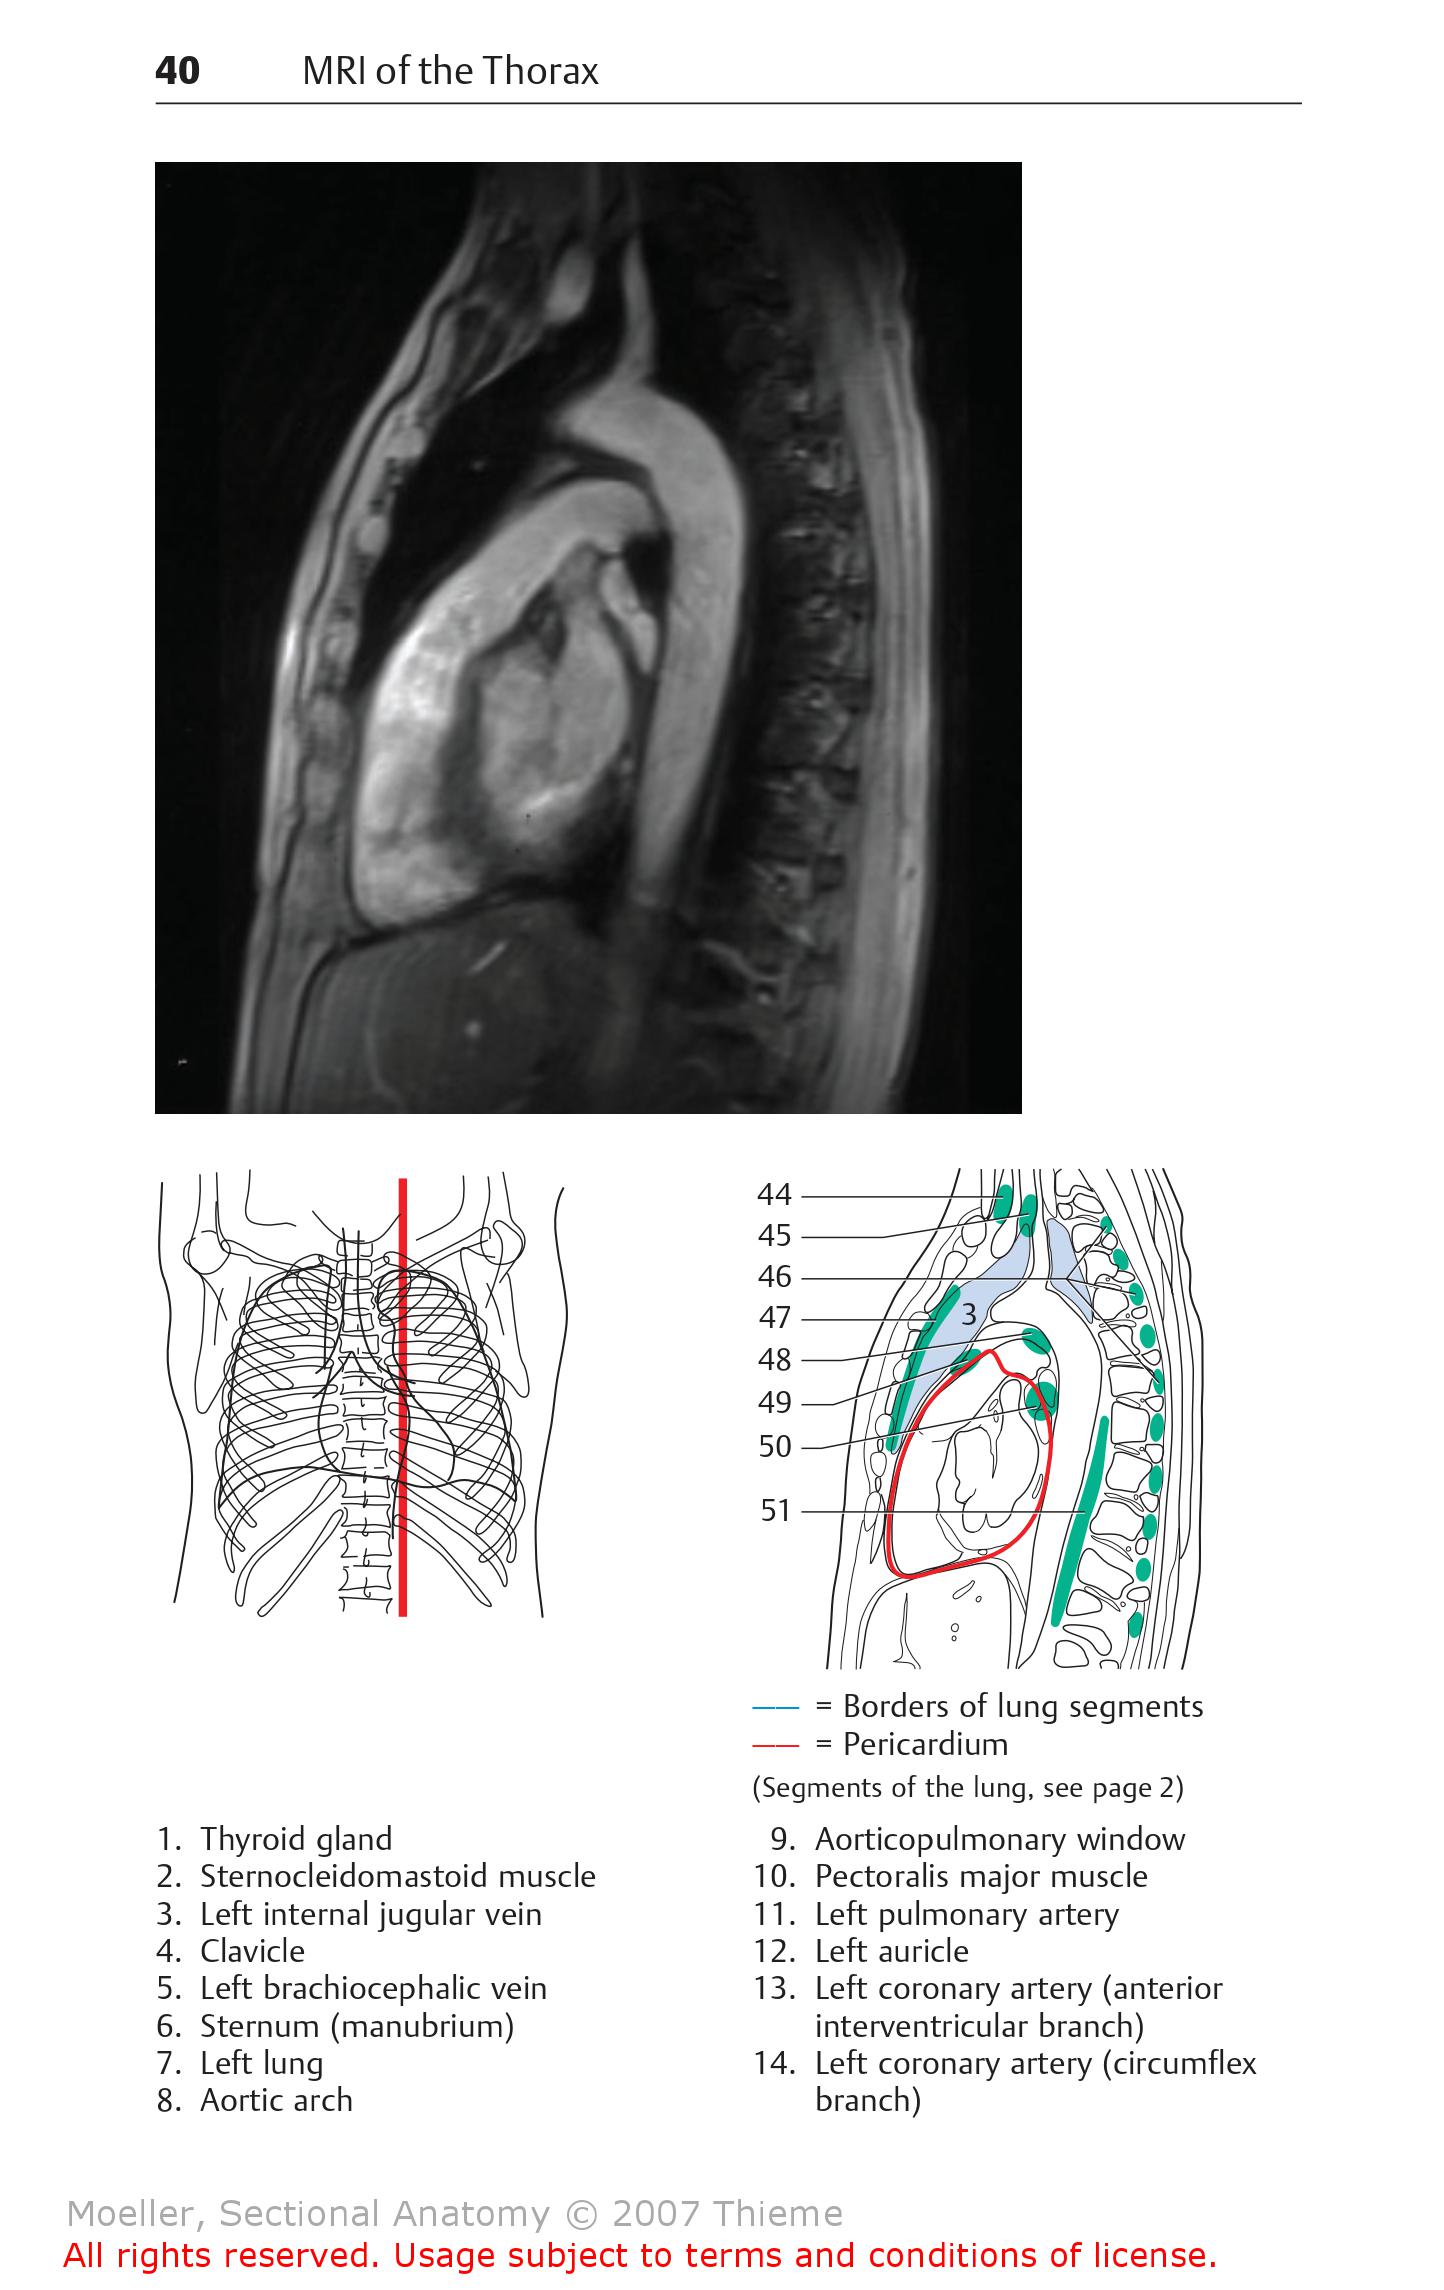 40 MRI of the Thorax
44
45
46
47
3
48
49
50
51
—— = Borders of lung segments
—— = Pericardium
(Segments of the lung, see page 2)
1. Thyroid gland
2. Sternocleidomastoid muscle
3. Left internal jugular vein
4. Clavicle
5. Left brachiocephalic vein
6. Sternum (manubrium)
7. Left lung
8. Aortic arch
9. Aorticopulmonary window
10. Pectoralis major muscle
11. Left pulmonary artery
12. Left auricle
13. Left coronary artery (anterior
interventricular branch)
14. Left coronary artery (circumflex
branch)
Moeller, Sectional Anatomy © 2007 Thieme
All rights reserved. Usage subject to terms and conditions of license.